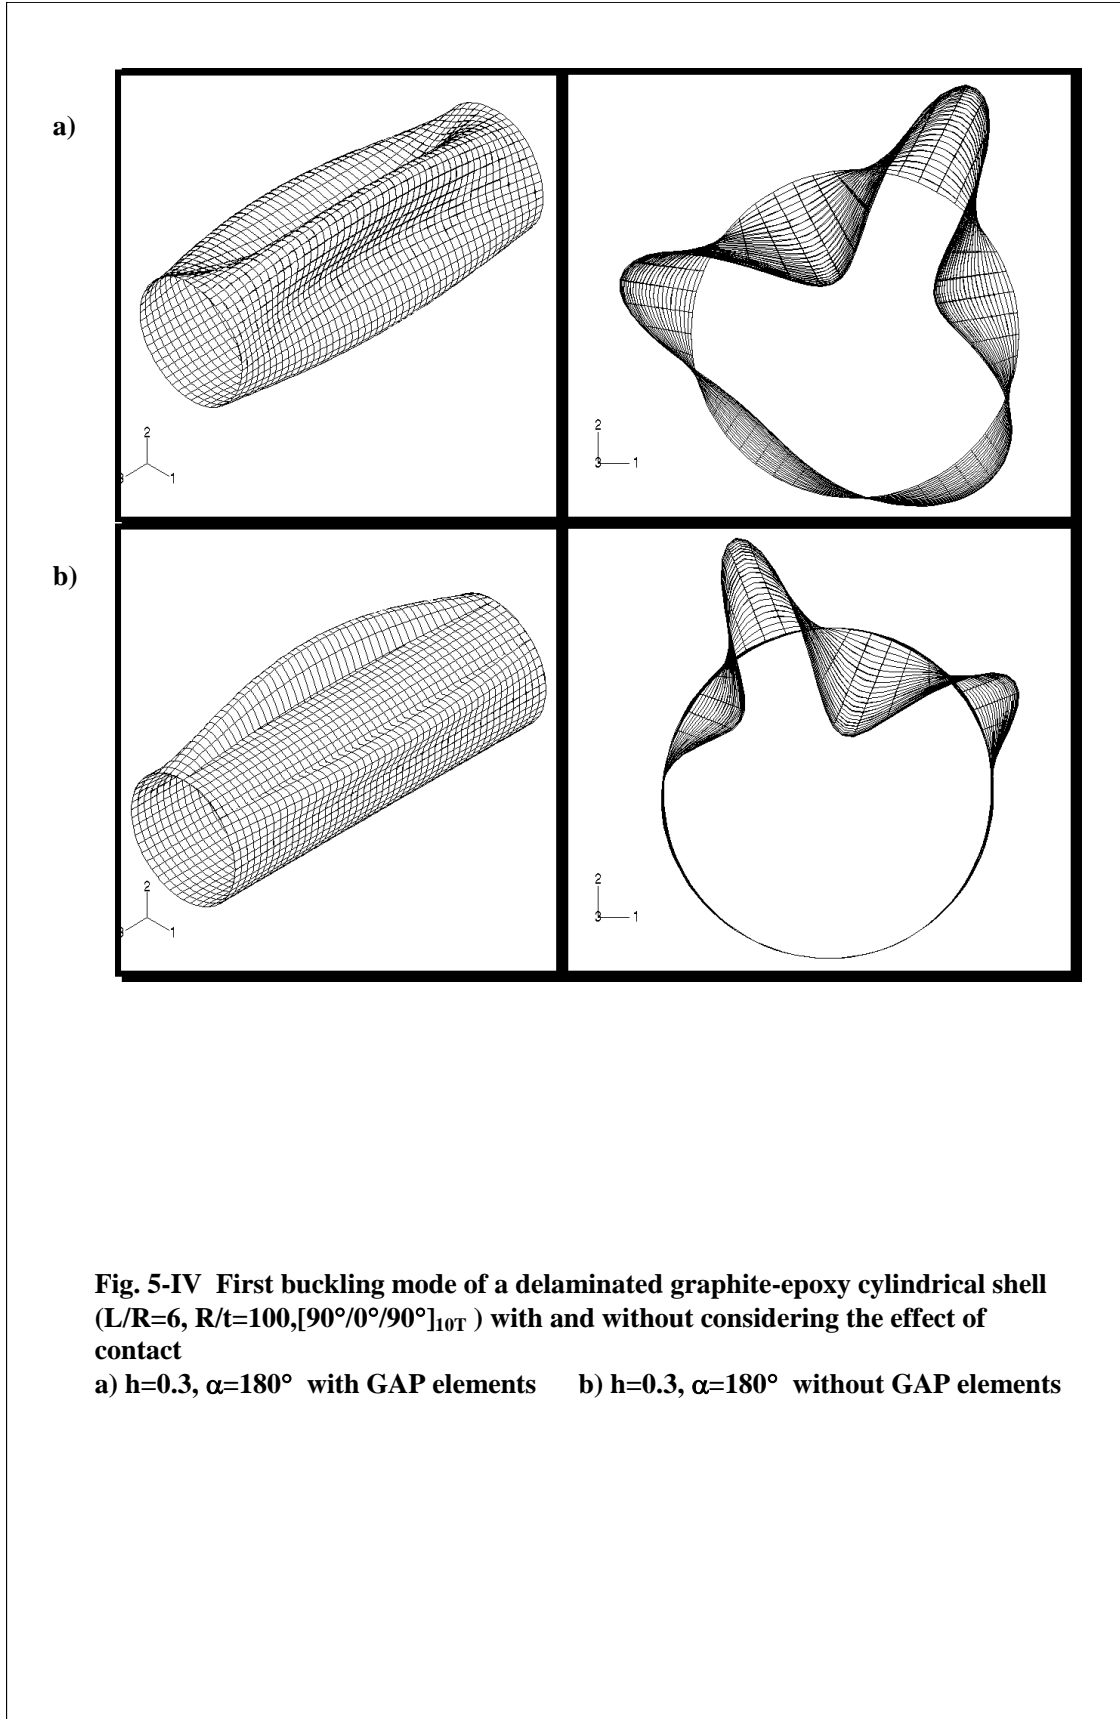 a)
2
3
1
2
3
1
b)
2
3
1
2
3
1
Fig. 5-IV First buckling mode of a delaminated graphite-epoxy cylindrical shell
(L/R=6, R/t=100,[90°/0°/90°]10T ) with and without considering the effect of
contact
a) h=0.3, α=180° with GAP elements b) h=0.3, α=180° without GAP elements